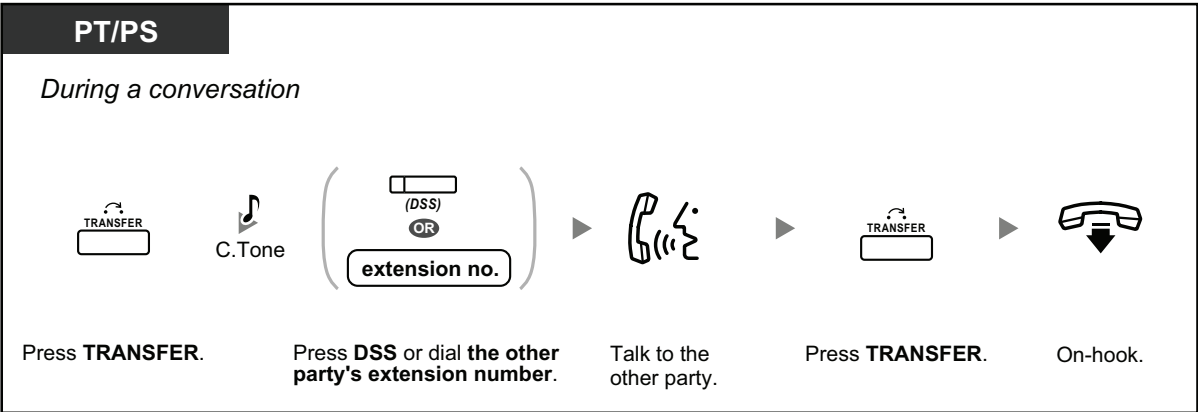 PT/PS
During a conversation
TRANSFER
C.Tone
(DSS)
OR
extension no.
TRANSFER
Press TRANSFER.
Press DSS or dial the other
party's extension number.
Talk to the
other party.
Press TRANSFER.
On-hook.